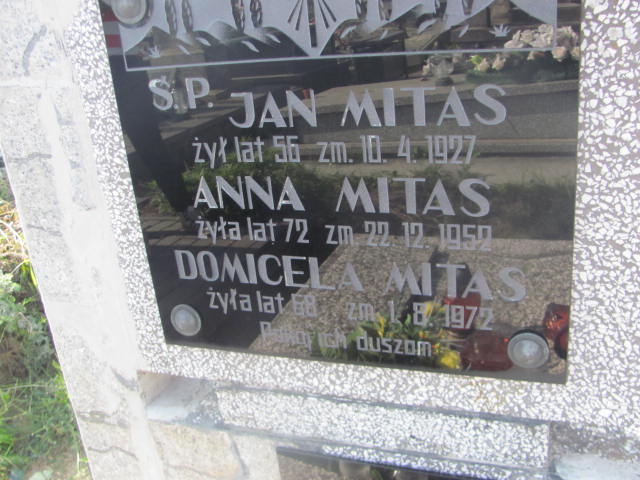 Ś.P. JAN MITAS
żył lat 56 zm. 10. 4. 1927
ANNA MITAS
żyła lat 72 zm. 22. 12. 1952
DOMICELA MITAS
żyła lat 68 zm. 1. 8. 1972
Pokój ich duszom